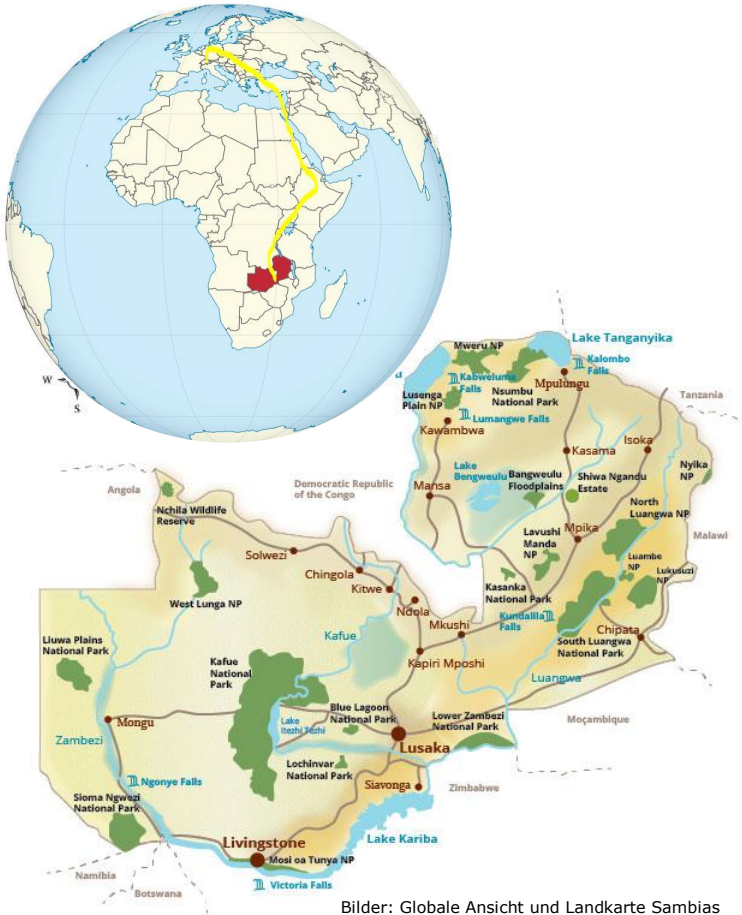 W
S
Lake Tanganyika
Mweru NP
Kalombo
Falls
Kabweluma
Falls
Mpulungu
Lusenga
Plain NP
Nsumbu
National Park
Tanzania
Lumangwe Falls
Kawambwa
Isoka
Kasama
Lake
Bengweulu
Bangweulu
Floodplains
Shiwa Ngandu
Estate
Nyika
NP
Mansa
Democratic Republic
of the Congo
Angola
North
Luangwa NP
Nchila Wildlife
Reserve
Mpika
Lavushi
Manda
NP
Malawi
Solwezi
Luambe
NP
Lukusuzi
NP
Chingola
Kitwe
Kasanka
National Park
West Lunga NP
Ndola
Mkushi
Kundalila
Falls
Chipata
Kafue
Liuwa Plains
National Park
South Luangwa
National Park
Kapiri Mposhi
Kafue
National
Park
Luangwa
Blue Lagoon
National Park
Lower Zambezi
National Park
Moçambique
Mongu
Lake
Itezhi Tezhi
Zambezi
Lusaka
Lochinvar
National Park
Ngonye Falls
Siavonga
Zimbabwe
Sioma Ngwezi
National Park
Lake Kariba
Livingstone
Mosi oa Tunya NP
Namibia
Victoria Falls
Botswana
Bilder: Globale Ansicht und Landkarte Sambias